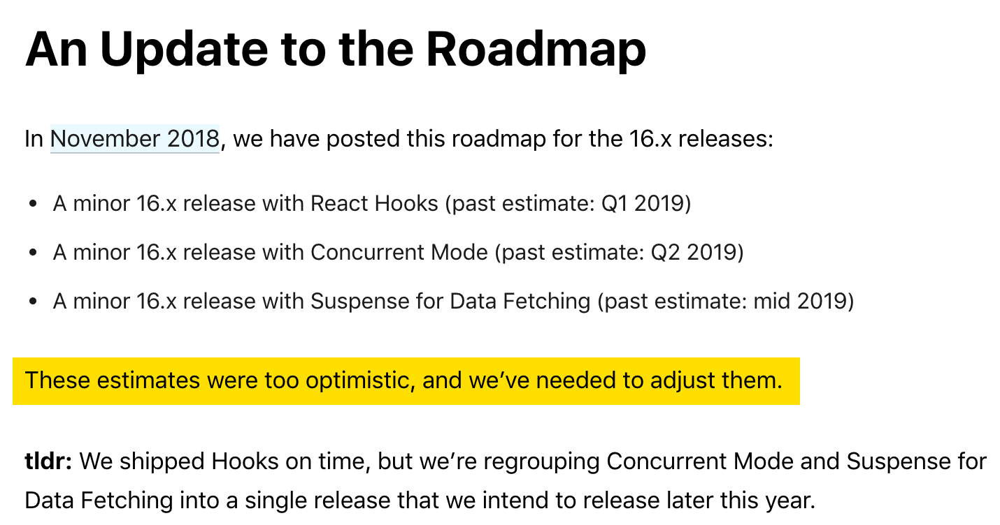 An Update to the Roadmap
In November 2018, we have posted this roadmap for the 16.x releases:
• A minor 16.x release with React Hooks (past estimate: Q1 2019)
• A minor 16.x release with Concurrent Mode (past estimate: Q2 2019)
• A minor 16.x release with Suspense for Data Fetching (past estimate: mid 2019)
These estimates were too optimistic, and we’ve needed to adjust them.
tldr: We shipped Hooks on time, but we’re regrouping Concurrent Mode and Suspense for
Data Fetching into a single release that we intend to release later this year.